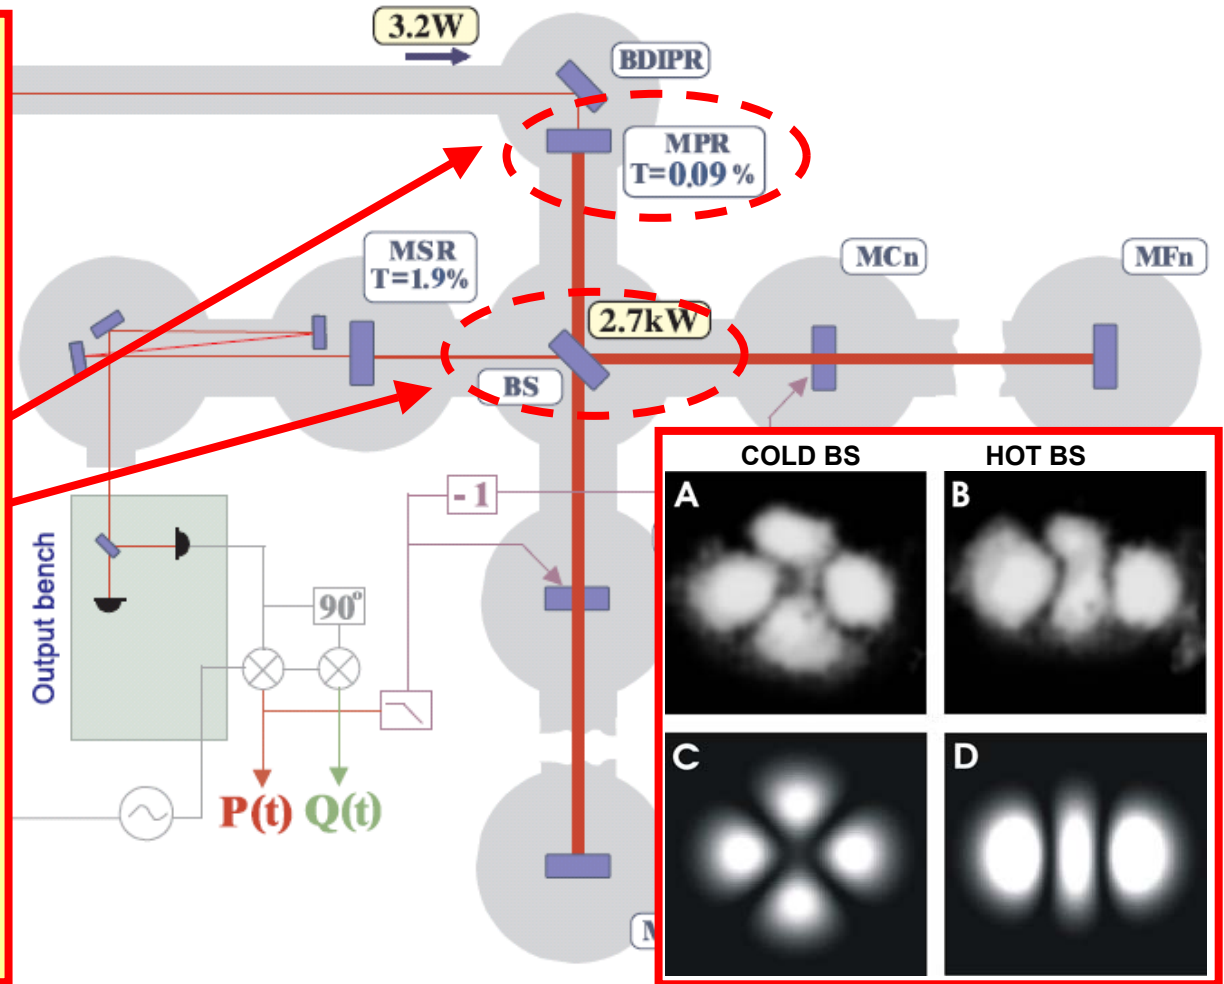 3.2W
BDIPR
MPR
T=0.09 %
MSR
T=1.9%
MCn
MFn
2.7kW
BS
COLD BS
HOT BS
- 1
A
B
Output bench
90°
C
D
P(t) Q(t)